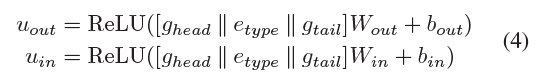 u_out = ReLU([g_head ∥ e_type ∥ g_tail]W_out + b_out)
u_in = ReLU([g_head ∥ e_type ∥ g_tail]W_in + b_in)
(4)